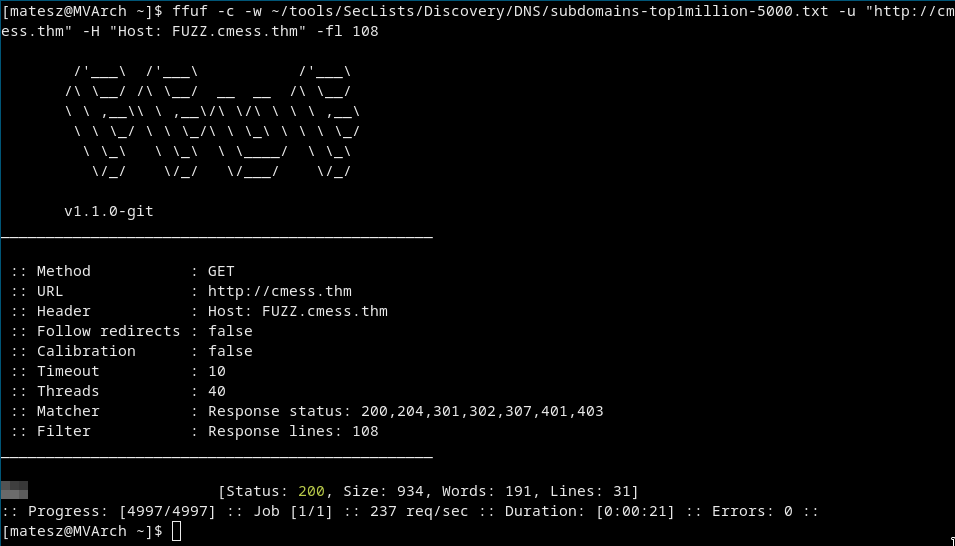 [matesz@MVArch ~]$ ffuf -c -w ~/tools/SecLists/Discovery/DNS/subdomains-top1million-5000.txt -u "http://cm
ess.thm" -H "Host: FUZZ.cmess.thm" -fl 108
        /'___\  /'___\           /'___\
       /\ \__/ /\ \__/  __  __  /\ \__/
       \ \ ,__\\ \ ,__\/\ \/\ \ \ \ ,__\
        \ \ \_/ \ \ \_/\ \ \_\ \ \ \ \_/
         \ \_\   \ \_\  \ \____/  \ \_\
          \/_/    \/_/   \/___/    \/_/
v1.1.0-git
________________________________________________
:: Method           : GET
:: URL              : http://cmess.thm
:: Header           : Host: FUZZ.cmess.thm
:: Follow redirects : false
:: Calibration      : false
:: Timeout          : 10
:: Threads          : 40
:: Matcher          : Response status: 200,204,301,302,307,401,403
:: Filter           : Response lines: 108
________________________________________________
[Status: 200, Size: 934, Words: 191, Lines: 31]
:: Progress: [4997/4997] :: Job [1/1] :: 237 req/sec :: Duration: [0:00:21] :: Errors: 0 ::
[matesz@MVArch ~]$